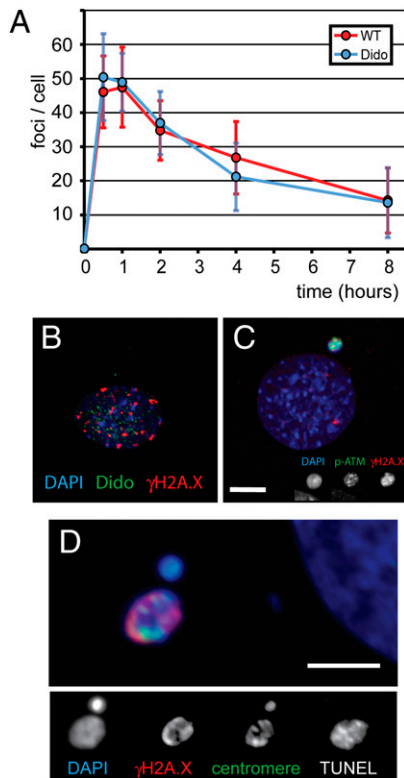 A
WT
Dido
foci / cell
60
50
40
30
20
10
0 1 2 3 4 5 6 7 8
time (hours)
B
DAPI Dido γH2A.X
C
DAPI p-ATM γH2A.X
D
DAPI γH2A.X centromere TUNEL